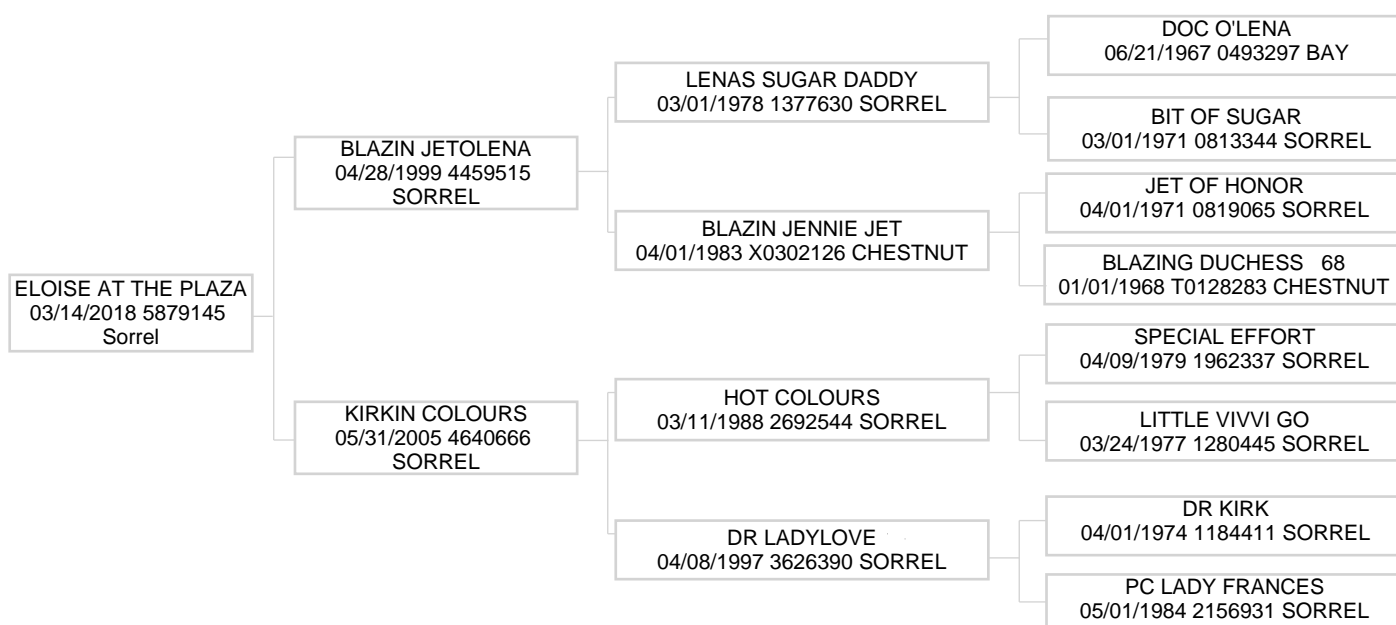 DOC O'LENA
06/21/1967 0493297 BAY
LENAS SUGAR DADDY
03/01/1978 1377630 SORREL
BIT OF SUGAR
03/01/1971 0813344 SORREL
BLAZIN JETOLENA
04/28/1999 4459515
SORREL
JET OF HONOR
04/01/1971 0819065 SORREL
BLAZIN JENNIE JET
04/01/1983 X0302126 CHESTNUT
BLAZING DUCHESS 68
01/01/1968 T0128283 CHESTNUT
ELOISE AT THE PLAZA
03/14/2018 5879145
Sorrel
SPECIAL EFFORT
04/09/1979 1962337 SORREL
HOT COLOURS
03/11/1988 2692544 SORREL
LITTLE VIVVI GO
03/24/1977 1280445 SORREL
KIRKIN COLOURS
05/31/2005 4640666
SORREL
DR KIRK
04/01/1974 1184411 SORREL
DR LADYLOVE
04/08/1997 3626390 SORREL
PC LADY FRANCES
05/01/1984 2156931 SORREL